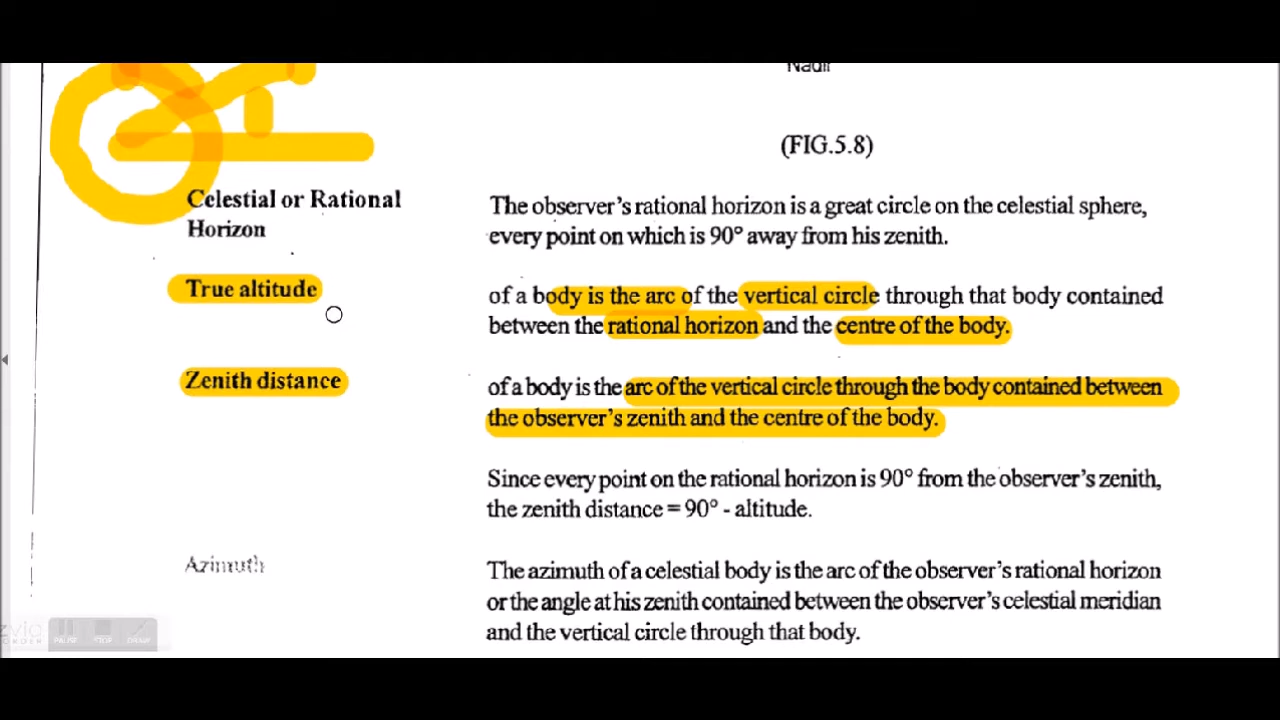 Nadir
(FIG.5.8)
Celestial or Rational
Horizon
The observer's rational horizon is a great circle on the celestial sphere,
every point on which is 90° away from his zenith.
True altitude
of a body is the arc of the vertical circle through that body contained
between the rational horizon and the centre of the body.
Zenith distance
of a body is the arc of the vertical circle through the body contained between
the observer's zenith and the centre of the body.
Since every point on the rational horizon is 90° from the observer's zenith,
the zenith distance = 90° - altitude.
Azimuth
The azimuth of a celestial body is the arc of the observer's rational horizon
or the angle at his zenith contained between the observer's celestial meridian
and the vertical circle through that body.
STOP
DRAW